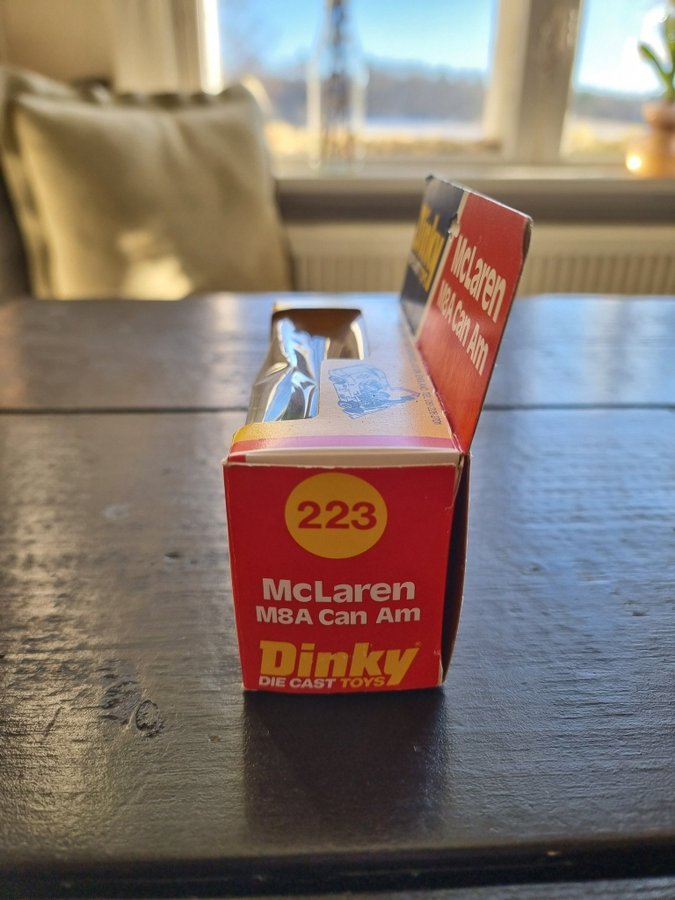 Dinky
McLaren
M8A Can Am
223
McLaren
M8A Can Am
Dinky
DIE CAST TOYS